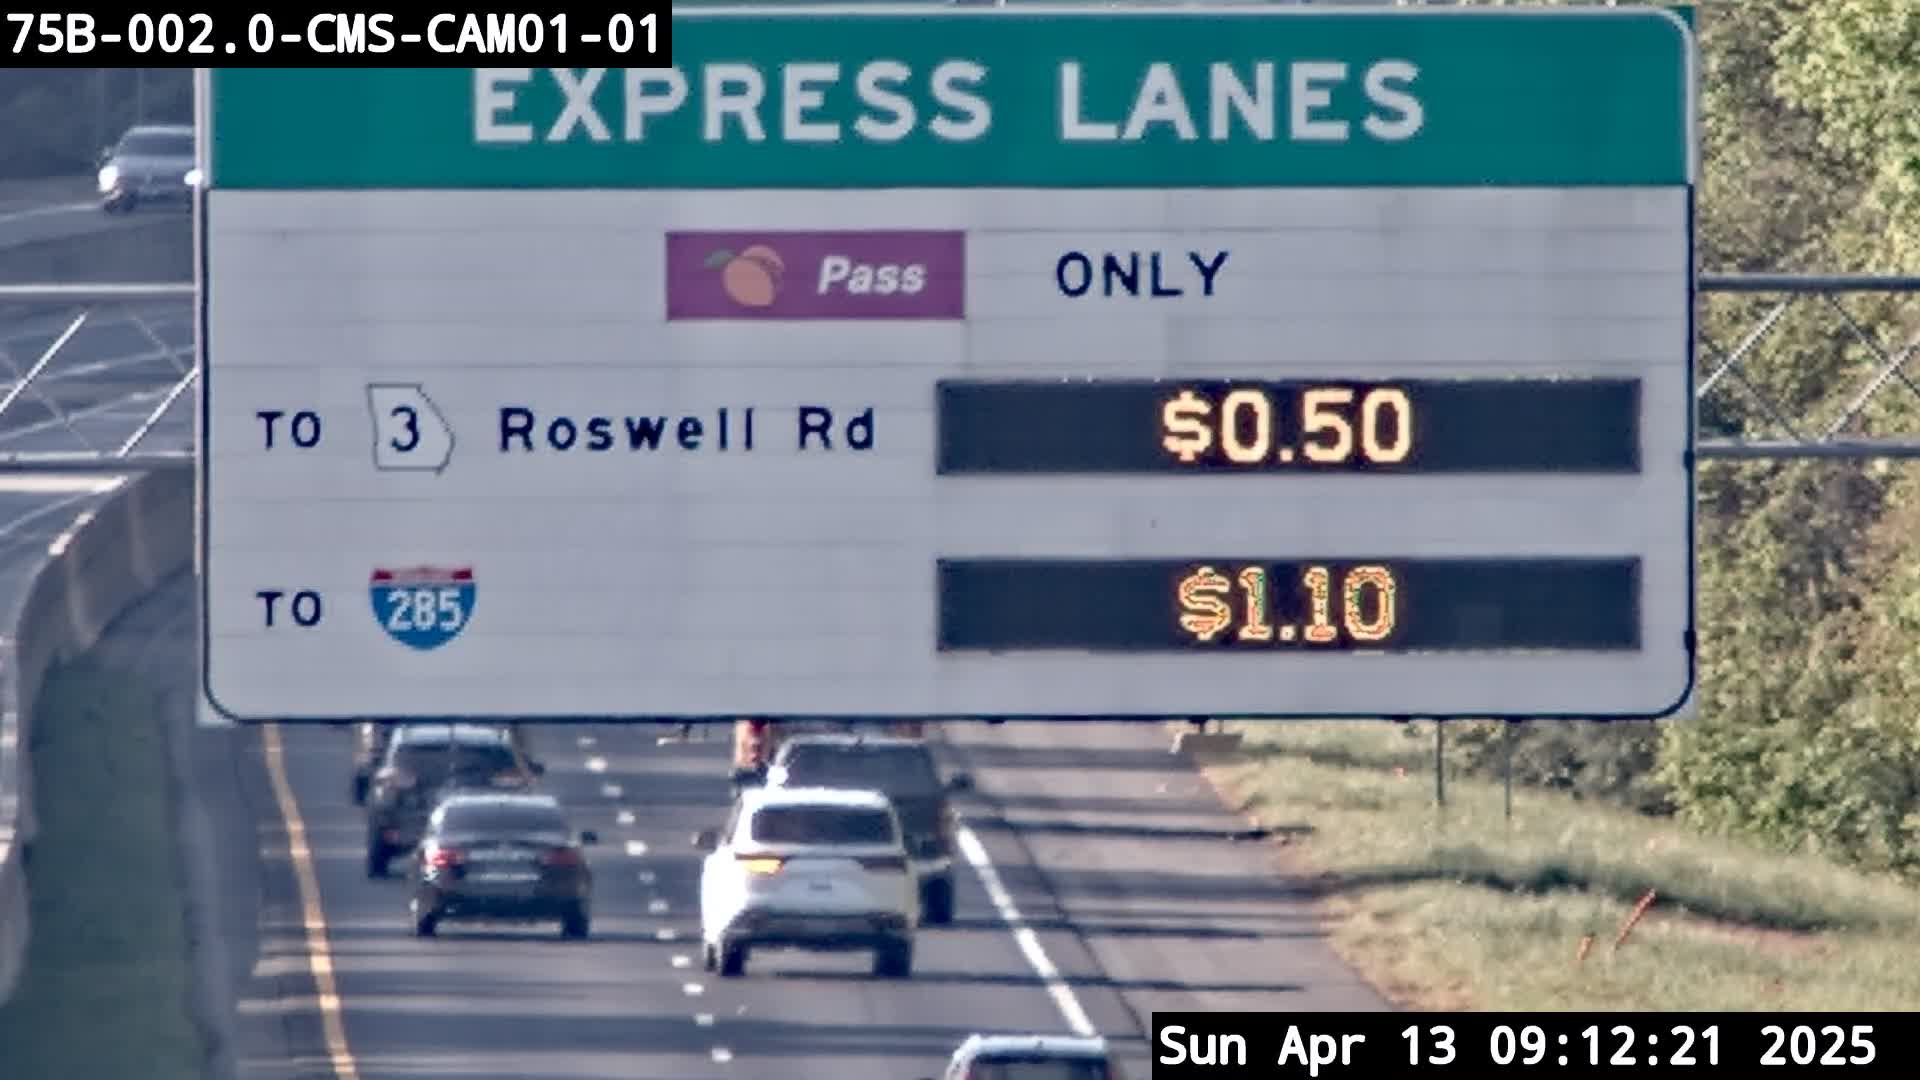 75B-002.0-CMS-CAM01-01
EXPRESS LANES
Pass ONLY
TO 3 Roswell Rd $0.50
TO 285 $1.10
Sun Apr 13 09:12:21 2025